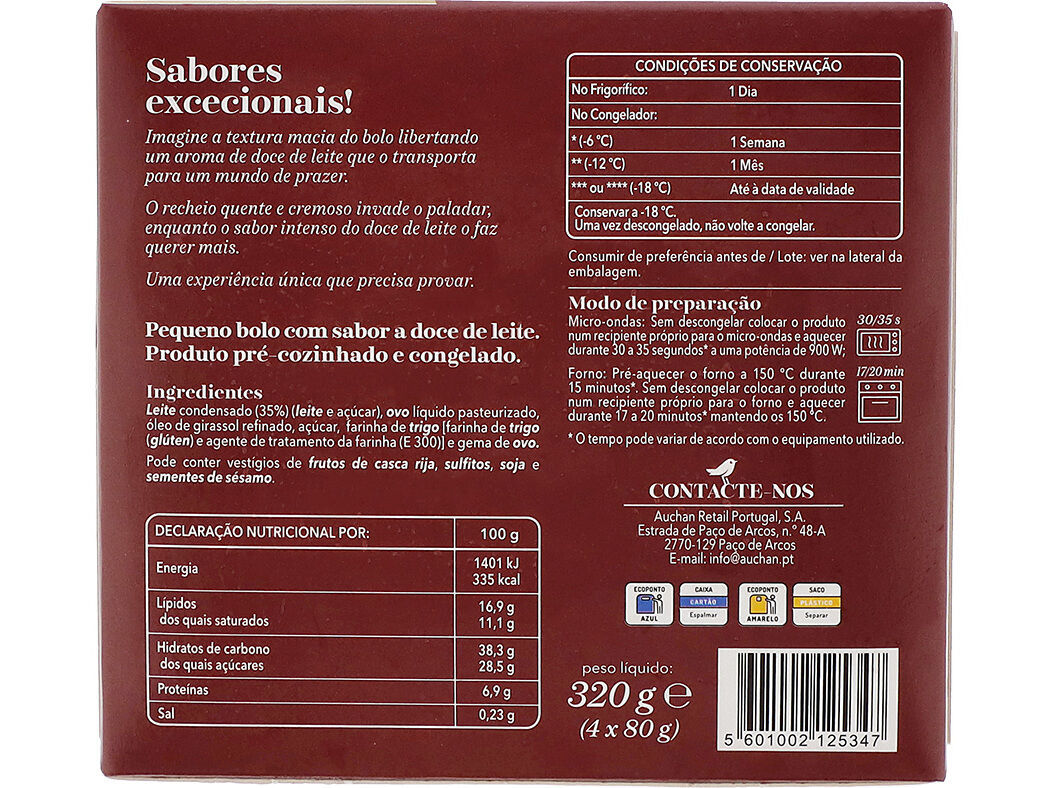 Sabores
excecionais!
Imagine a textura macia do bolo libertando
um aroma de doce de leite que o transporta
para um mundo de prazer.
O recheio quente e cremoso invade o paladar,
enquanto o sabor intenso do doce de leite o faz
querer mais.
Uma experiência única que precisa provar.
Pequeno bolo com sabor a doce de leite.
Produto pré-cozinhado e congelado.
Ingredientes
Leite condensado (35%) (leite e açúcar), ovo líquido pasteurizado,
óleo de girassol refinado, açúcar, farinha de trigo [farinha de trigo
(glúten) e agente de tratamento da farinha (E 300)] e gema de ovo.
Pode conter vestígios de frutos de casca rija, sulfitos, soja e
sementes de sésamo.
DECLARAÇÃO NUTRICIONAL POR: 100 g
Energia 1401 kJ
335 kcal
Lípidos 16,9 g
dos quais saturados 11,1 g
Hidratos de carbono 38,3 g
dos quais açúcares 28,5 g
Proteínas 6,9 g
Sal 0,23 g
CONDIÇÕES DE CONSERVAÇÃO
No Frigorífico: 1 Dia
No Congelador:
* (-6 °C) 1 Semana
** (-12 °C) 1 Mês
*** ou **** (-18 °C) Até à data de validade
Conservar a -18 °C.
Uma vez descongelado, não volte a congelar.
Consumir de preferência antes de / Lote: ver na lateral da
embalagem.
Modo de preparação
Micro-ondas: Sem descongelar colocar o produto
num recipiente próprio para o micro-ondas e aquecer
durante 30 a 35 segundos* a uma potência de 900 W;
30/35 s
Forno: Pré-aquecer o forno a 150 °C durante
15 minutos*. Sem descongelar colocar o produto
num recipiente próprio para o forno e aquecer
durante 17 a 20 minutos* mantendo os 150 °C.
17/20 min
* O tempo pode variar de acordo com o equipamento utilizado.
CONTACTE-NOS
Auchan Retail Portugal, S.A.
Estrada de Paço de Arcos, n.° 48-A
2770-129 Paço de Arcos
E-mail: info@auchan.pt
ECOPONTO
AZUL
CAIXA
CARTÃO
Espalmar
ECOPONTO
AMARELO
SACO
PLÁSTICO
Separar
peso líquido:
320 g ℮
(4 x 80 g)
5 601002 125347